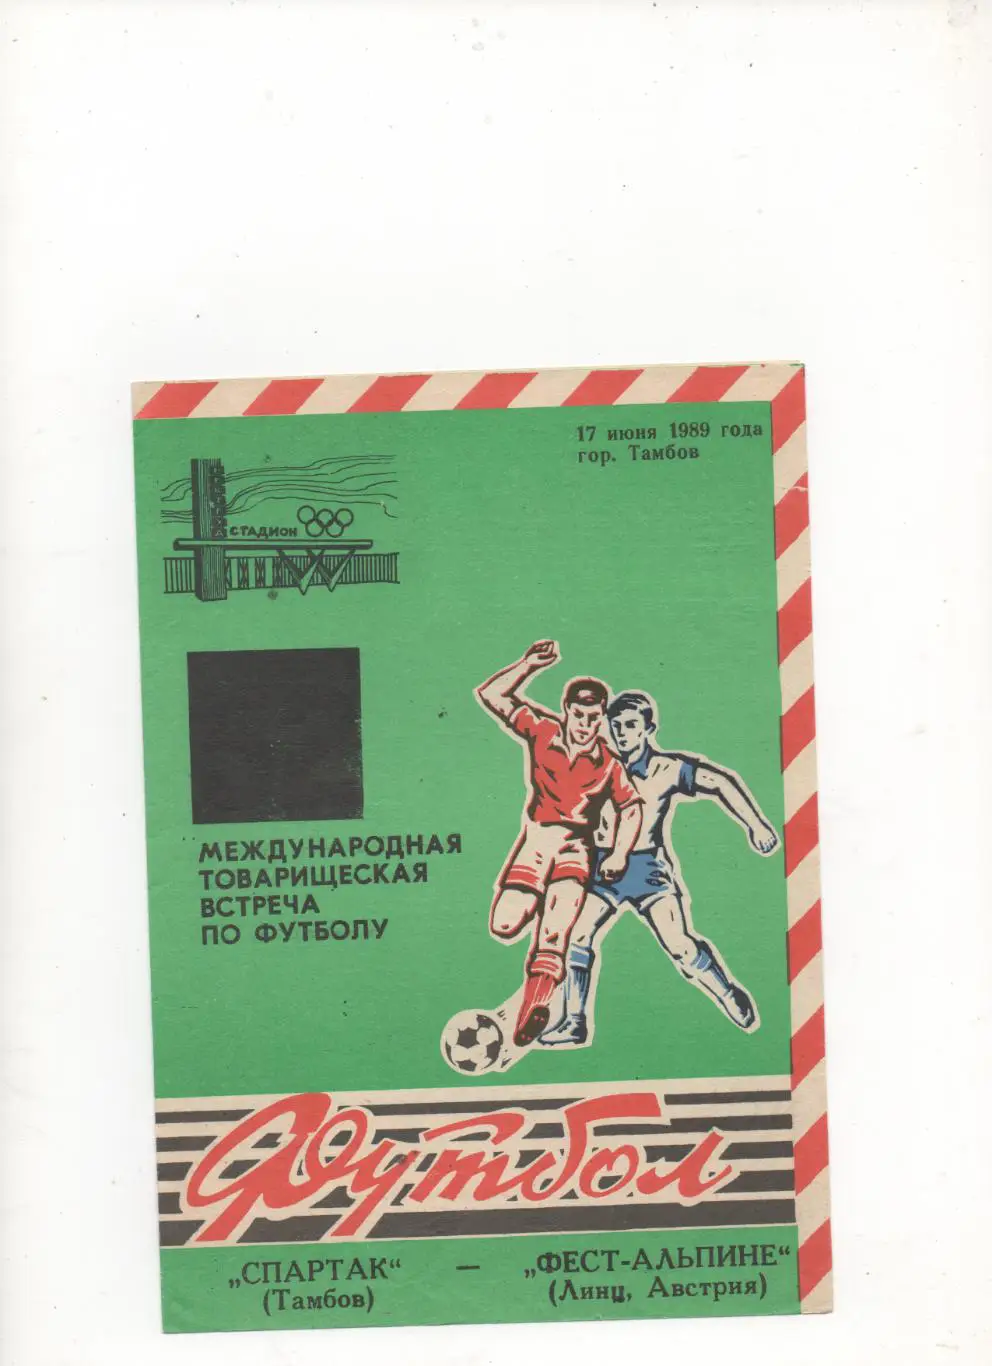 17 июня 1989 года
гор. Тамбов
СТАДИОН
МЕЖДУНАРОДНАЯ
ТОВАРИЩЕСКАЯ
ВСТРЕЧА
ПО ФУТБОЛУ
Футбол
„СПАРТАК“ — „ФЕСТ-АЛЬПИНЕ“
(Тамбов) (Линц, Австрия)